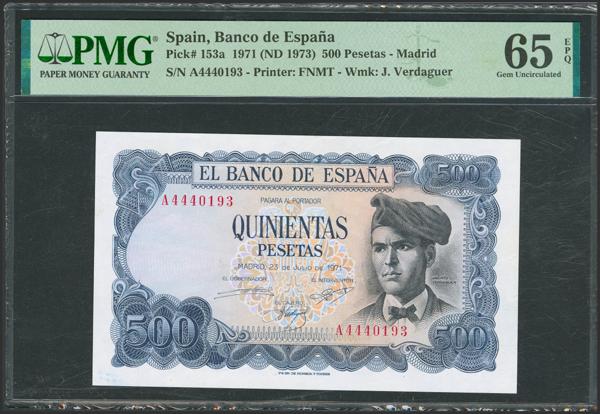 PMG®
PAPER MONEY GUARANTY
Spain, Banco de España
Pick# 153a 1971 (ND 1973) 500 Pesetas - Madrid
S/N A4440193 - Printer: FNMT - Wmk: J. Verdaguer
65 EPQ
Gem Uncirculated
500
500
EL BANCO DE ESPAÑA
A4440193
PAGARA AL PORTADOR
QUINIENTAS
PESETAS
MADRID, 23 de Julio de 1971
EL GOBERNADOR
EL INTERVENTOR
EL CAJERO
A4440193
500
500